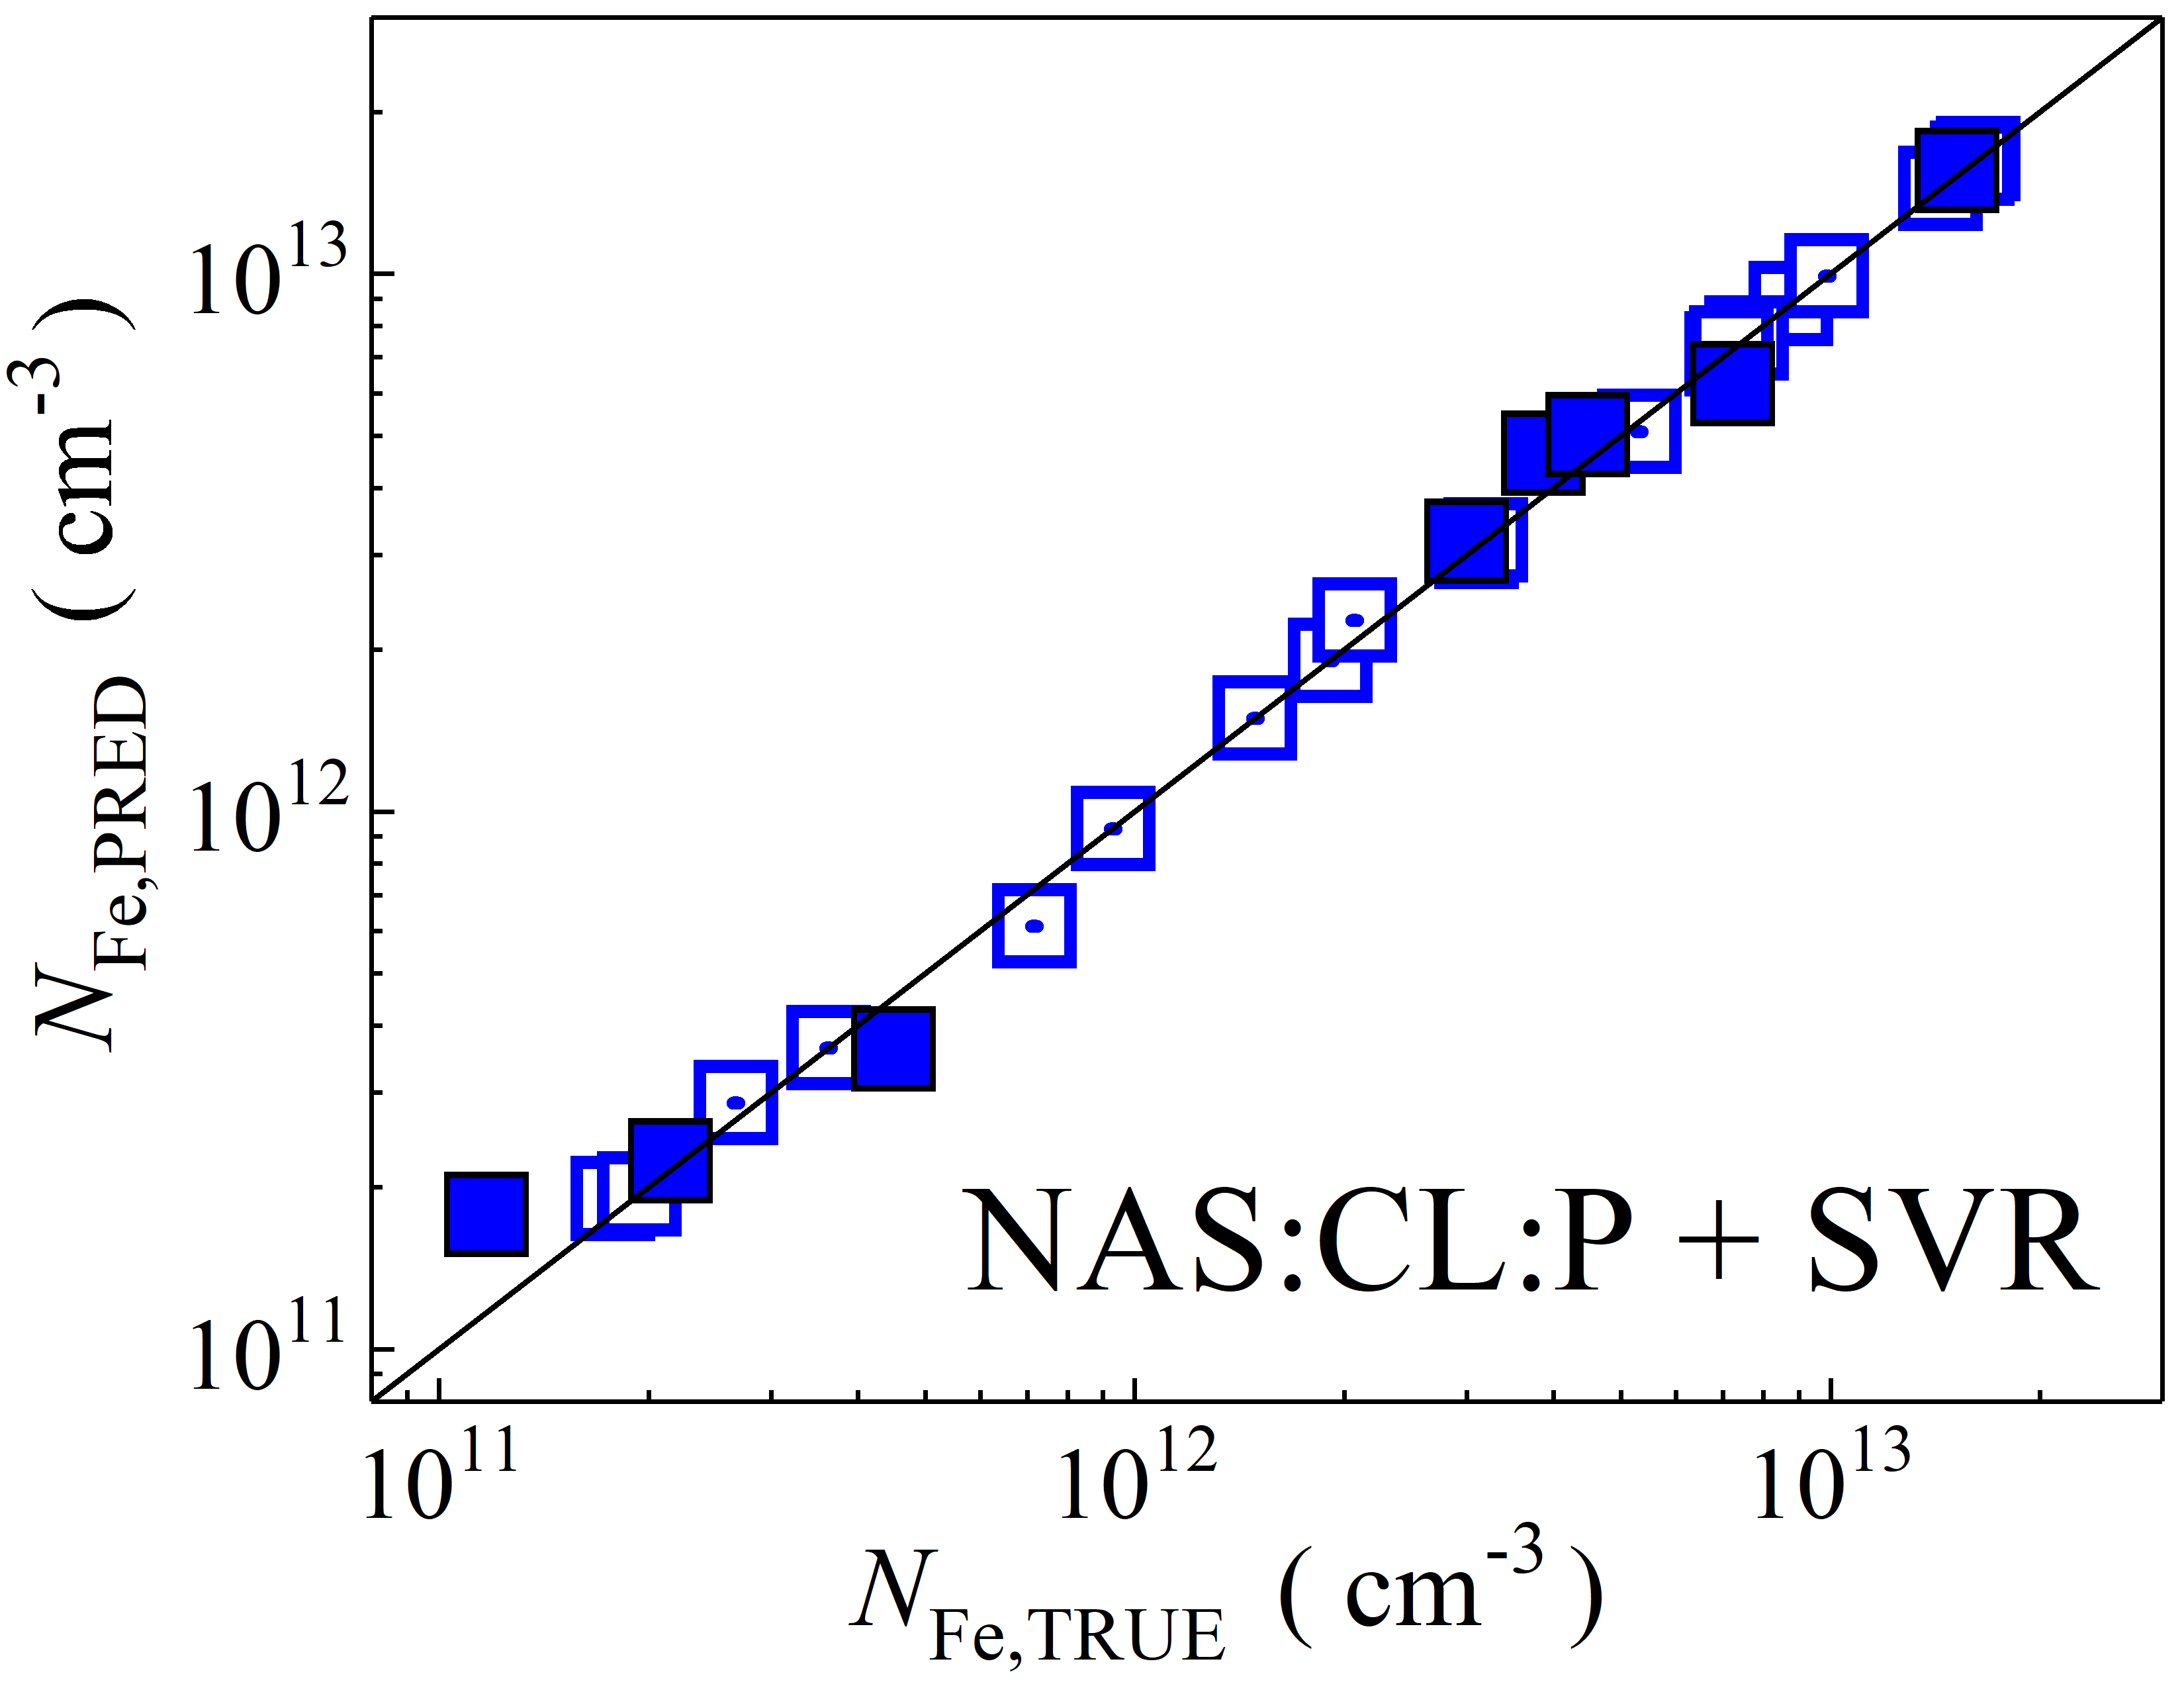 N_Fe,PRED ( cm^-3 )
10^13
10^12
10^11
NAS:CL:P + SVR
10^11 10^12 10^13
N_Fe,TRUE ( cm^-3 )